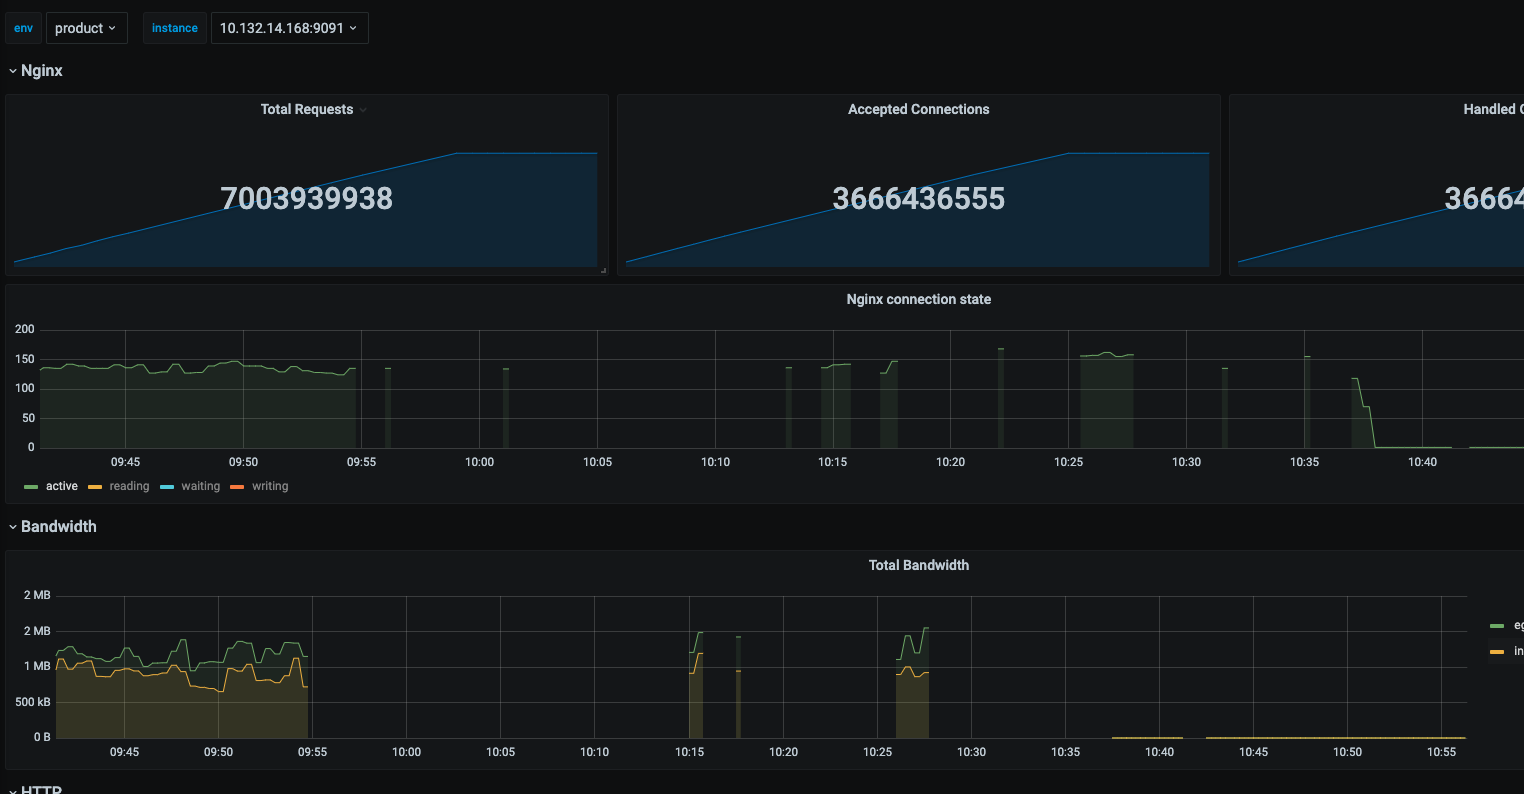 env product instance 10.132.14.168:9091
Nginx
Total Requests
7003939938
Accepted Connections
3666436555
Handled
3666
Nginx connection state
200
150
100
50
0
09:45 09:50 09:55 10:00 10:05 10:10 10:15 10:20 10:25 10:30 10:35 10:40
active reading waiting writing
Bandwidth
Total Bandwidth
2 MB
2 MB
1 MB
500 kB
0 B
09:45 09:50 09:55 10:00 10:05 10:10 10:15 10:20 10:25 10:30 10:35 10:40 10:45 10:50 10:55
eg
in
HTTP